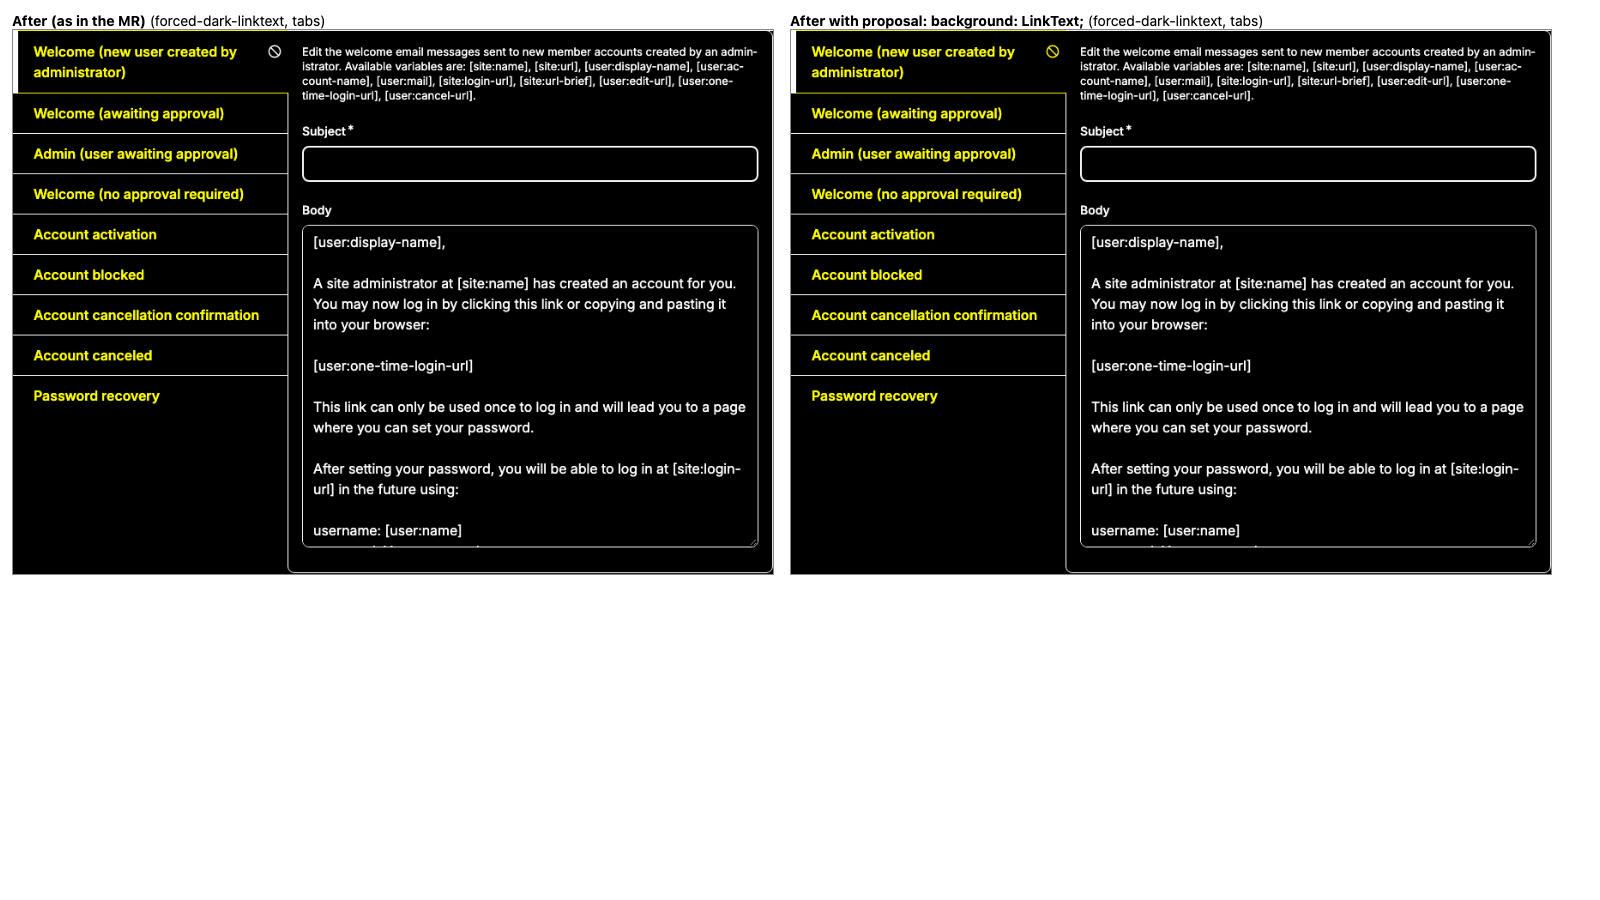 After (as in the MR) (forced-dark-linktext, tabs)
Welcome (new user created by
administrator)
Welcome (awaiting approval)
Admin (user awaiting approval)
Welcome (no approval required)
Account activation
Account blocked
Account cancellation confirmation
Account canceled
Password recovery
Edit the welcome email messages sent to new member accounts created by an admin-
istrator. Available variables are: [site:name], [site:url], [user:display-name], [user:ac-
count-name], [user:mail], [site:login-url], [site:url-brief], [user:edit-url], [user:one-
time-login-url], [user:cancel-url].
Subject*
Body
[user:display-name],
A site administrator at [site:name] has created an account for you.
You may now log in by clicking this link or copying and pasting it
into your browser:
[user:one-time-login-url]
This link can only be used once to log in and will lead you to a page
where you can set your password.
After setting your password, you will be able to log in at [site:login-
url] in the future using:
username: [user:name]
After with proposal: background: LinkText; (forced-dark-linktext, tabs)
Welcome (new user created by
administrator)
Welcome (awaiting approval)
Admin (user awaiting approval)
Welcome (no approval required)
Account activation
Account blocked
Account cancellation confirmation
Account canceled
Password recovery
Edit the welcome email messages sent to new member accounts created by an admin-
istrator. Available variables are: [site:name], [site:url], [user:display-name], [user:ac-
count-name], [user:mail], [site:login-url], [site:url-brief], [user:edit-url], [user:one-
time-login-url], [user:cancel-url].
Subject*
Body
[user:display-name],
A site administrator at [site:name] has created an account for you.
You may now log in by clicking this link or copying and pasting it
into your browser:
[user:one-time-login-url]
This link can only be used once to log in and will lead you to a page
where you can set your password.
After setting your password, you will be able to log in at [site:login-
url] in the future using:
username: [user:name]